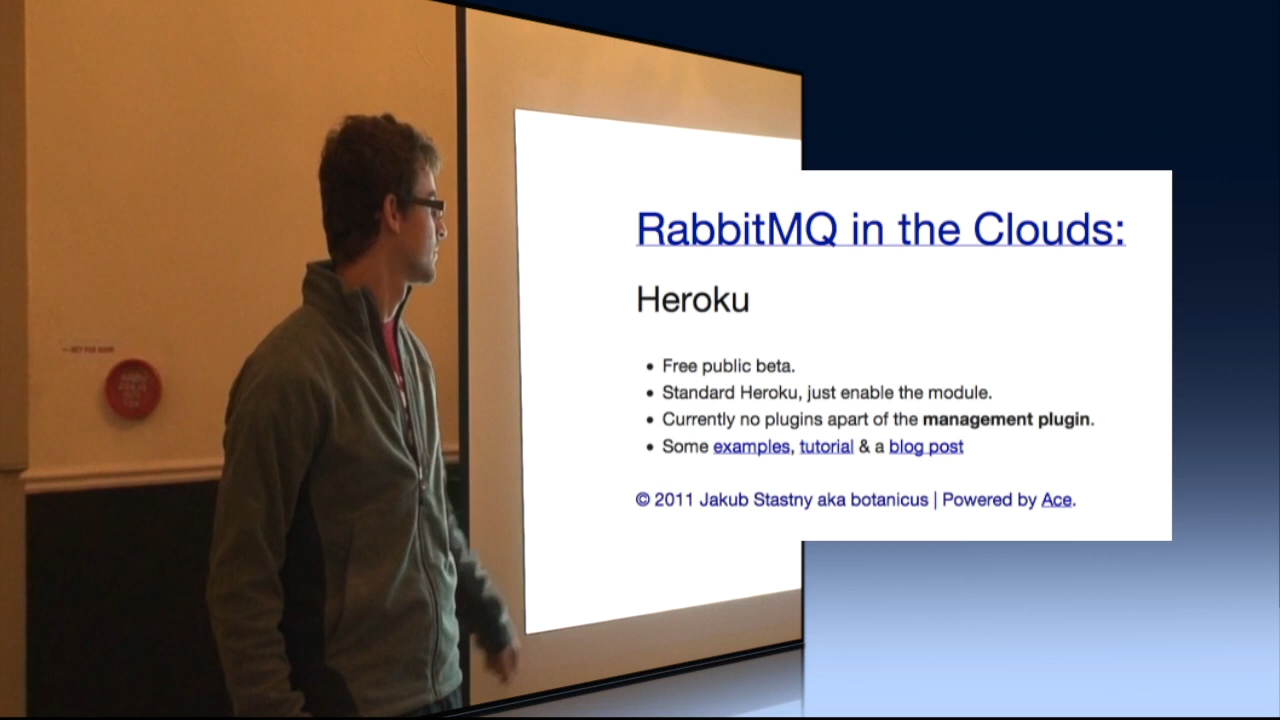 RabbitMQ in the Clouds:
Heroku
• Free public beta.
• Standard Heroku, just enable the module.
• Currently no plugins apart of the management plugin.
• Some examples, tutorial & a blog post
© 2011 Jakub Stastny aka botanicus | Powered by Ace.